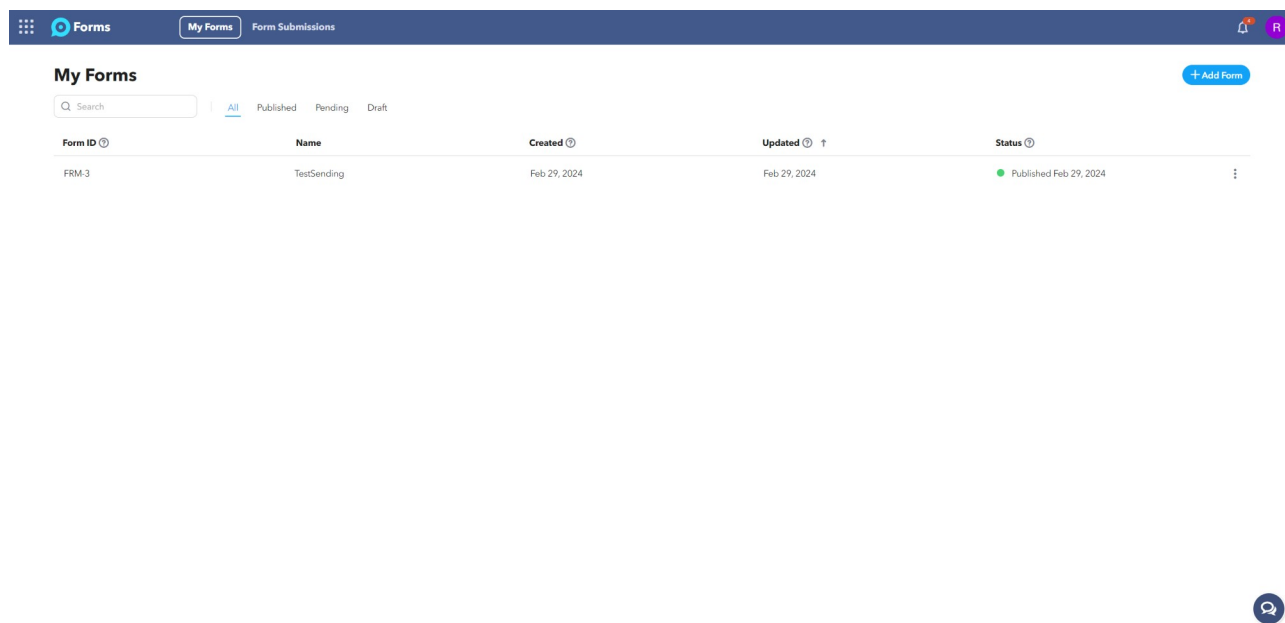 Forms My Forms Form Submissions R
My Forms + Add Form
Search All Published Pending Draft
Form ID Name Created Updated ↑ Status
FRM-3 TestSending Feb 29, 2024 Feb 29, 2024 Published Feb 29, 2024